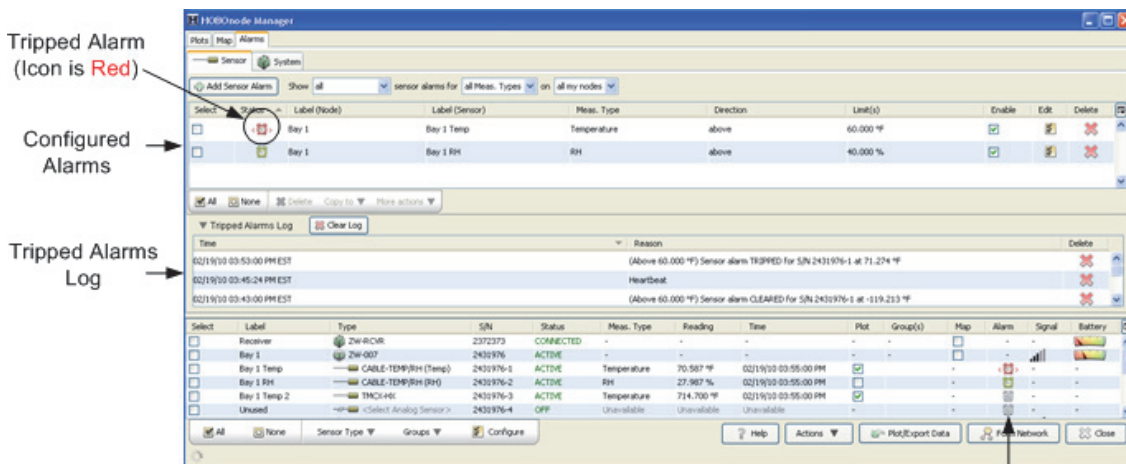 HOBOnode Manager
Plots Map Alarms
Sensor System
Tripped Alarm
(Icon is Red)
Add Sensor Alarm Show all sensor alarms for all Meas. Types on all my nodes
Select Status Label (Node) Label (Sensor) Meas. Type Direction Limit(s) Enable Edit Delete
Bay 1 Bay 1 Temp Temperature above 60.000 °F
Configured
Alarms
Bay 1 Bay 1 RH RH above 40.000 %
All None Delete Copy to More actions
Tripped Alarms Log Clear Log
Time Reason Delete
Tripped Alarms
Log
02/19/10 03:53:00 PM EST (Above 60.000 °F) Sensor alarm TRIPPED for S/N 2431976-1 at 71.274 °F
02/19/10 03:45:24 PM EST Heartbeat
02/19/10 03:43:00 PM EST (Above 60.000 °F) Sensor alarm CLEARED for S/N 2431976-1 at -119.213 °F
Select Label Type S/N Status Meas. Type Reading Time Plot Group(s) Map Alarm Signal Battery
Receiver ZW-RCVR 2372373 CONNECTED - - - - - - -
Bay 1 ZW-007 2431976 ACTIVE - - - - - -
Bay 1 Temp CABLE-TEMP/RH (Temp) 2431976-1 ACTIVE Temperature 70.587 °F 02/19/10 03:55:00 PM - - -
Bay 1 RH CABLE-TEMP/RH (RH) 2431976-2 ACTIVE RH 27.987 % 02/19/10 03:55:00 PM - - -
Bay 1 Temp 2 TMCX-HX 2431976-3 ACTIVE Temperature 714.700 °F 02/19/10 03:55:00 PM - - -
Unused <Select Analog Sensor> 2431976-4 OFF Unavailable Unavailable Unavailable - - - -
All None Sensor Type Groups Configure Help Actions Plot/Export Data Network Close